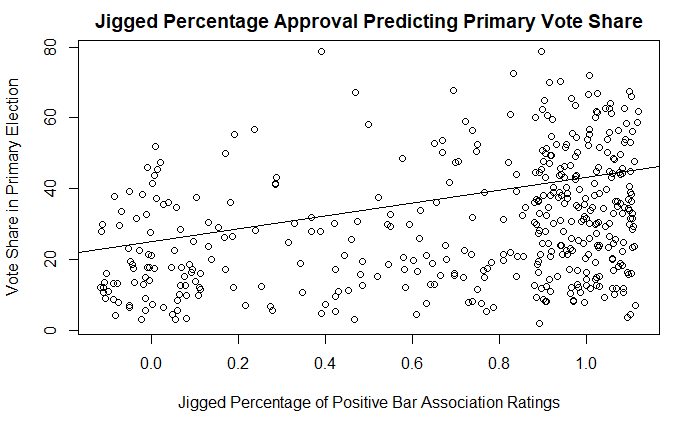 Jigged Percentage Approval Predicting Primary Vote Share
Vote Share in Primary Election
80
60
40
20
0
0.0 0.2 0.4 0.6 0.8 1.0
Jigged Percentage of Positive Bar Association Ratings